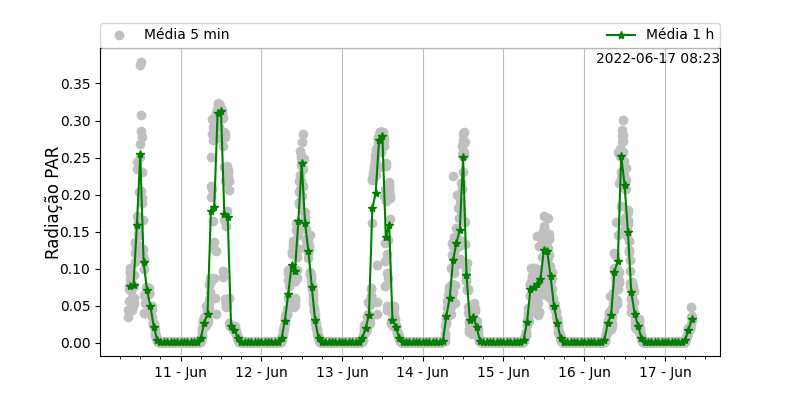 Média 5 min
Média 1 h
2022-06-17 08:23
Radiação PAR
0.35
0.30
0.25
0.20
0.15
0.10
0.05
0.00
11 - Jun
12 - Jun
13 - Jun
14 - Jun
15 - Jun
16 - Jun
17 - Jun